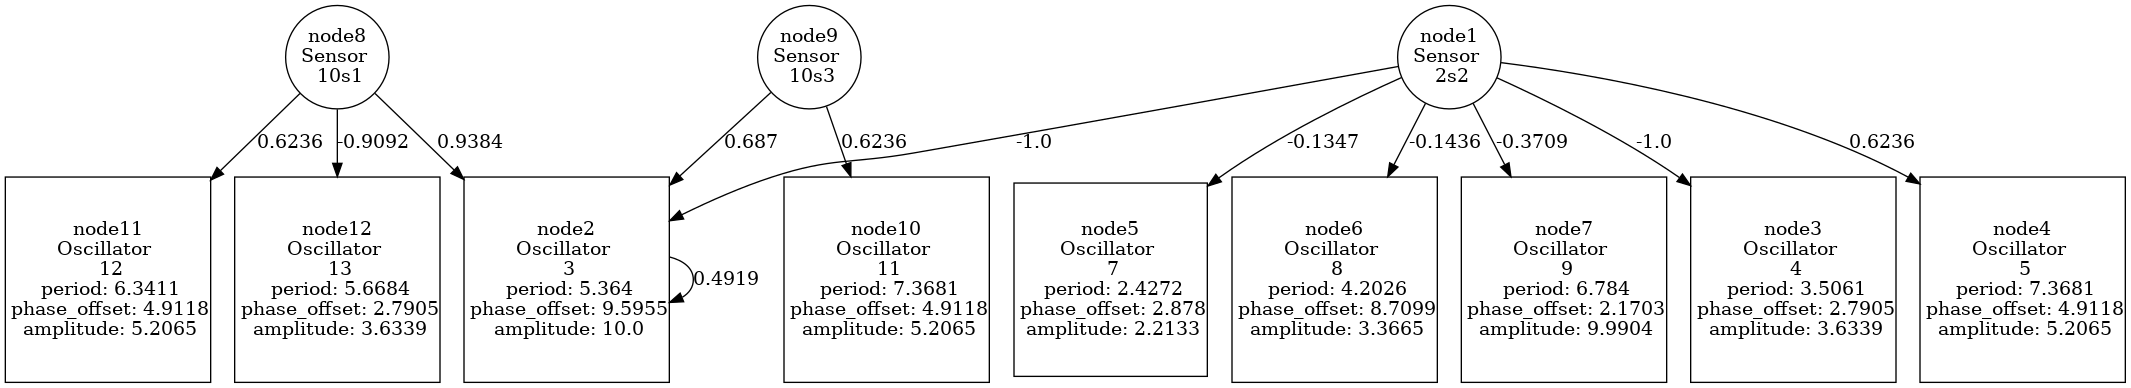 node8
Sensor
10s1
node9
Sensor
10s3
node1
Sensor
2s2
0.6236
-0.9092
0.9384
0.687
0.6236
-1.0
-0.1347
-0.1436
-0.3709
-1.0
0.6236
node11
Oscillator
12
period: 6.3411
phase_offset: 4.9118
amplitude: 5.2065
node12
Oscillator
13
period: 5.6684
phase_offset: 2.7905
amplitude: 3.6339
node2
Oscillator
3
period: 5.364
phase_offset: 9.5955
amplitude: 10.0
0.4919
node10
Oscillator
11
period: 7.3681
phase_offset: 4.9118
amplitude: 5.2065
node5
Oscillator
7
period: 2.4272
phase_offset: 2.878
amplitude: 2.2133
node6
Oscillator
8
period: 4.2026
phase_offset: 8.7099
amplitude: 3.3665
node7
Oscillator
9
period: 6.784
phase_offset: 2.1703
amplitude: 9.9904
node3
Oscillator
4
period: 3.5061
phase_offset: 2.7905
amplitude: 3.6339
node4
Oscillator
5
period: 7.3681
phase_offset: 4.9118
amplitude: 5.2065